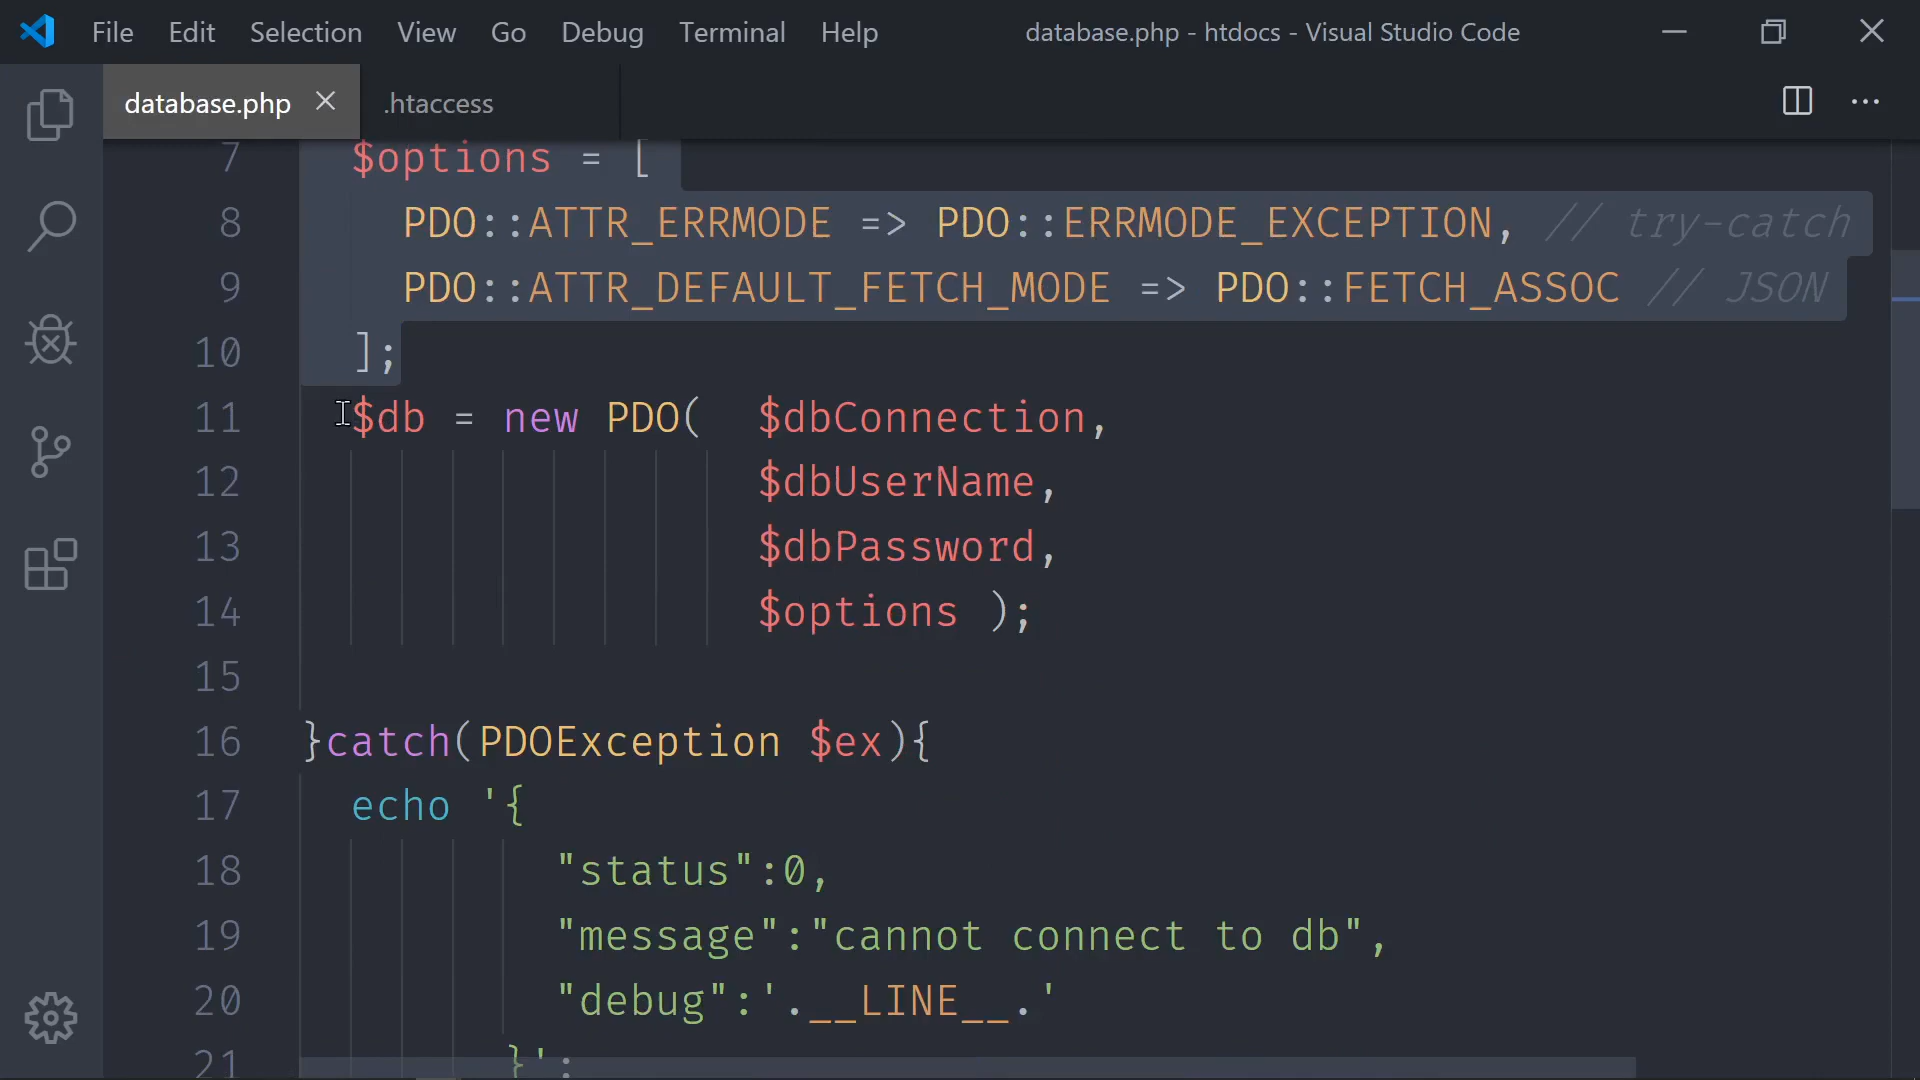 File Edit Selection View Go Debug Terminal Help database.php - htdocs - Visual Studio Code
database.php .htaccess
7 $options = [
8 PDO::ATTR_ERRMODE => PDO::ERRMODE_EXCEPTION, // try-catch
9 PDO::ATTR_DEFAULT_FETCH_MODE => PDO::FETCH_ASSOC // JSON
10 ];
11 $db = new PDO( $dbConnection,
12 $dbUserName,
13 $dbPassword,
14 $options );
15
16 }catch(PDOException $ex){
17 echo '{
18 "status":0,
19 "message":"cannot connect to db",
20 "debug":'.__LINE__.'
21 }';